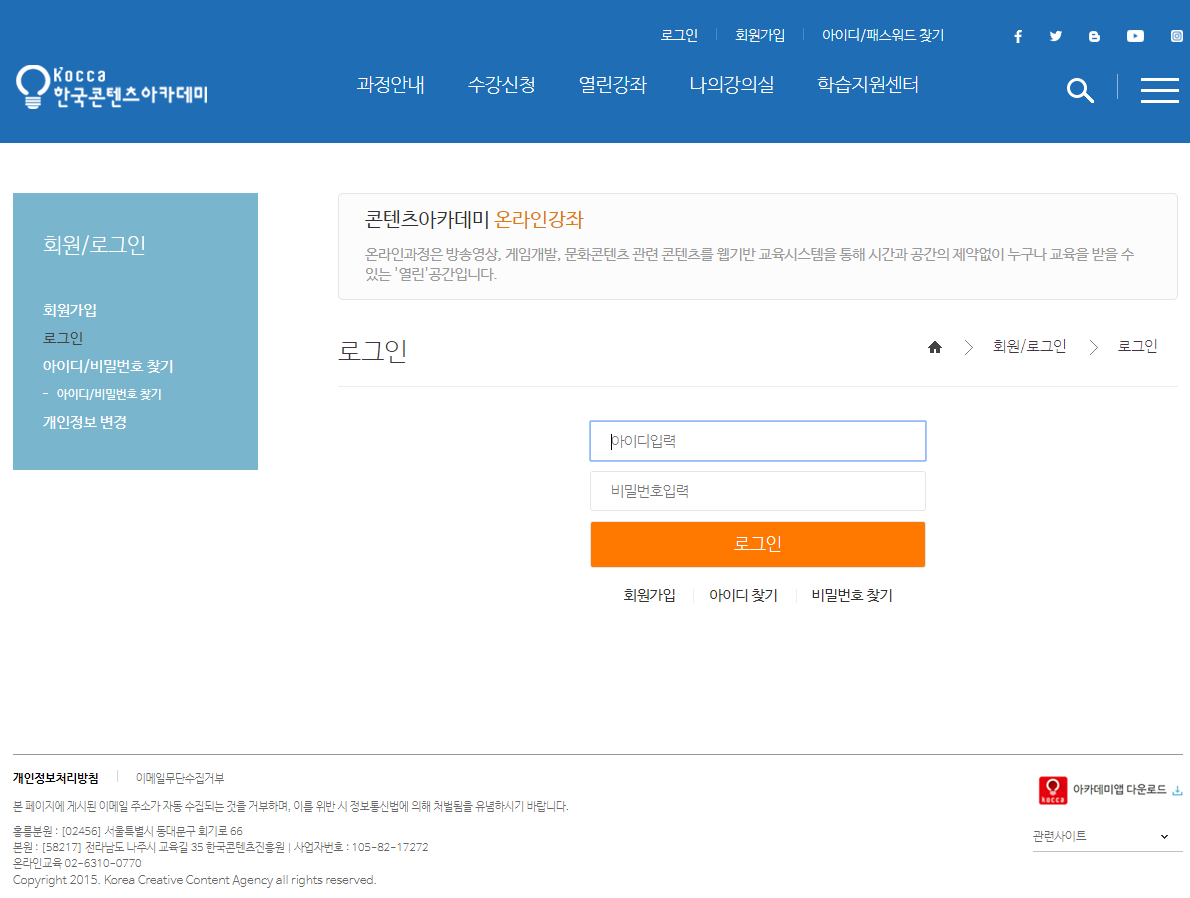 로그인
회원가입
아이디/패스워드 찾기
Kocca
한국콘텐츠아카데미
과정안내
수강신청
열린강좌
나의강의실
학습지원센터
회원/로그인
회원가입
로그인
아이디/비밀번호 찾기
- 아이디/비밀번호 찾기
개인정보 변경
콘텐츠아카데미 온라인강좌
온라인과정은 방송영상, 게임개발, 문화콘텐츠 관련 콘텐츠를 웹기반 교육시스템을 통해 시간과 공간의 제약없이 누구나 교육을 받을 수
있는 '열린'공간입니다.
로그인
회원/로그인
로그인
아이디입력
비밀번호입력
로그인
회원가입
아이디 찾기
비밀번호 찾기
개인정보처리방침
이메일무단수집거부
본 페이지에 게시된 이메일 주소가 자동 수집되는 것을 거부하며, 이를 위반 시 정보통신법에 의해 처벌됨을 유념하시기 바랍니다.
홍릉분원 : [02456] 서울특별시 동대문구 회기로 66
본원 : [58217] 전라남도 나주시 교육길 35 한국콘텐츠진흥원 | 사업자번호 : 105-82-17272
온라인교육 02-6310-0770
Copyright 2015. Korea Creative Content Agency all rights reserved.
kocca
아카데미앱 다운로드
관련사이트